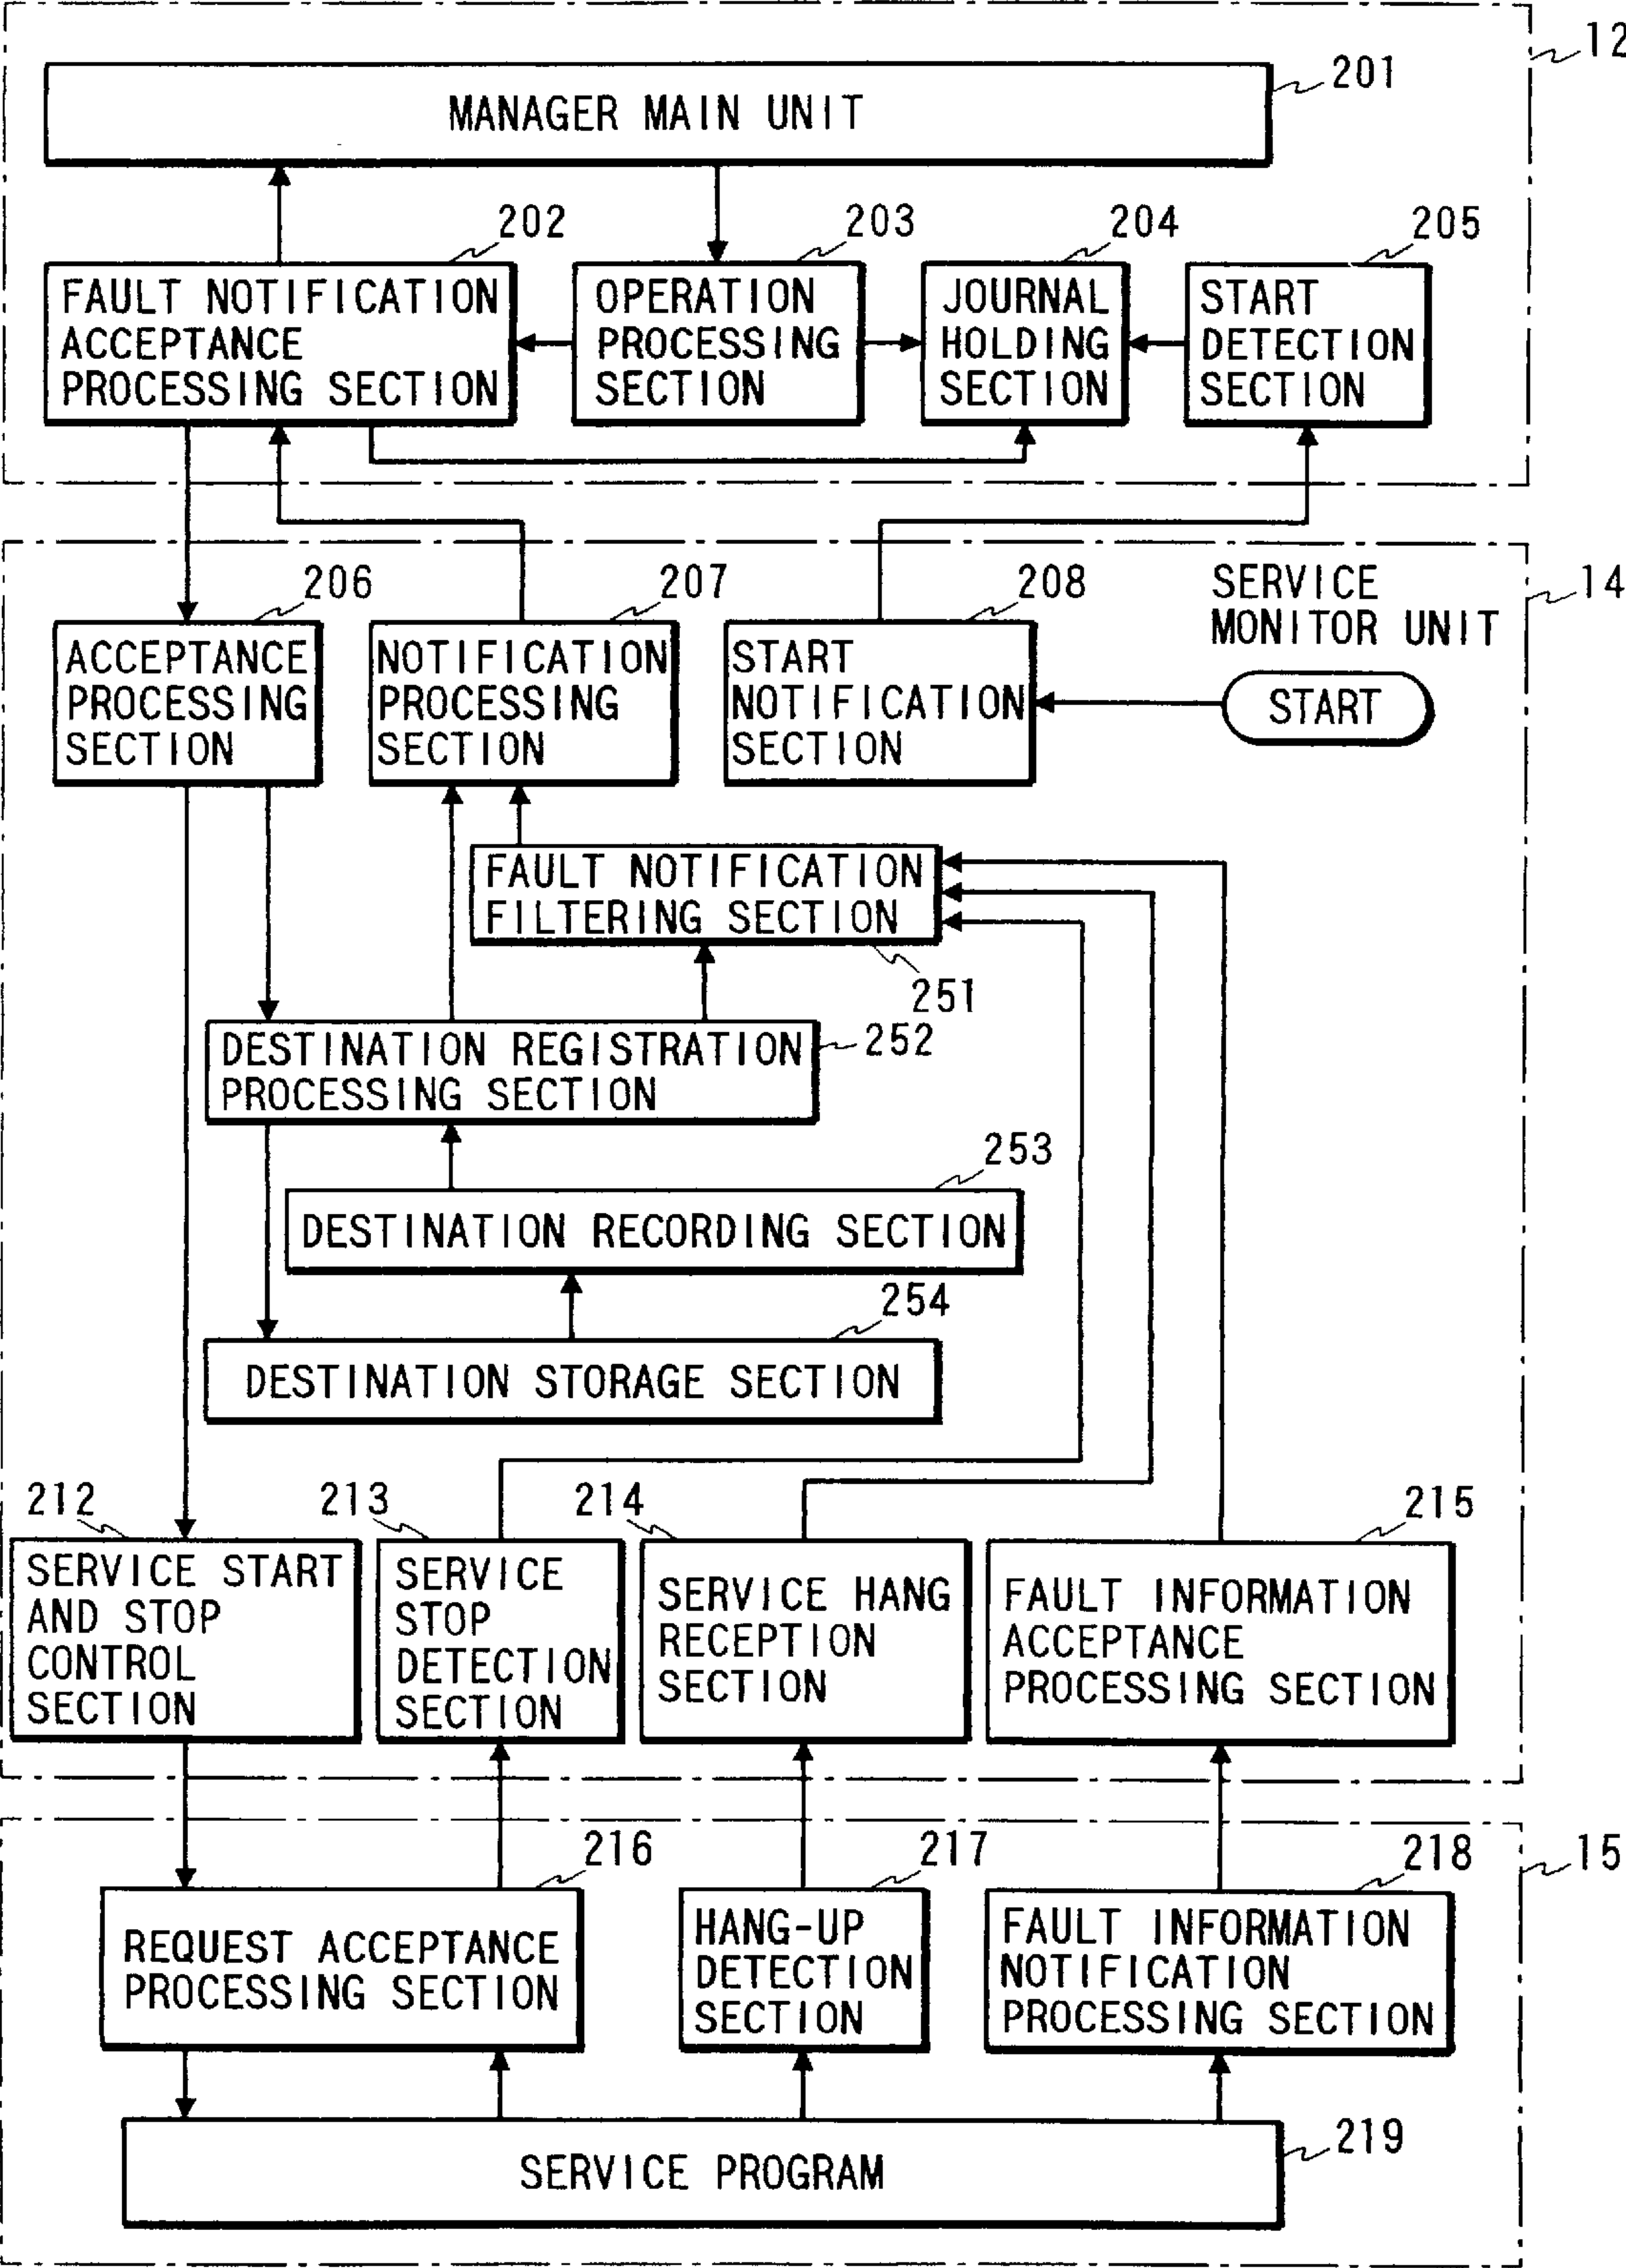 12
201
MANAGER MAIN UNIT
202
203
204
205
FAULT NOTIFICATION
ACCEPTANCE
PROCESSING SECTION
OPERATION
PROCESSING
SECTION
JOURNAL
HOLDING
SECTION
START
DETECTION
SECTION
206
207
208
SERVICE
MONITOR UNIT
14
ACCEPTANCE
PROCESSING
SECTION
NOTIFICATION
PROCESSING
SECTION
START
NOTIFICATION
SECTION
START
FAULT NOTIFICATION
FILTERING SECTION
251
DESTINATION REGISTRATION
PROCESSING SECTION
252
253
DESTINATION RECORDING SECTION
254
DESTINATION STORAGE SECTION
212
213
214
215
SERVICE START
AND STOP
CONTROL
SECTION
SERVICE
STOP
DETECTION
SECTION
SERVICE HANG
RECEPTION
SECTION
FAULT INFORMATION
ACCEPTANCE
PROCESSING SECTION
216
217
218
15
REQUEST ACCEPTANCE
PROCESSING SECTION
HANG-UP
DETECTION
SECTION
FAULT INFORMATION
NOTIFICATION
PROCESSING SECTION
219
SERVICE PROGRAM